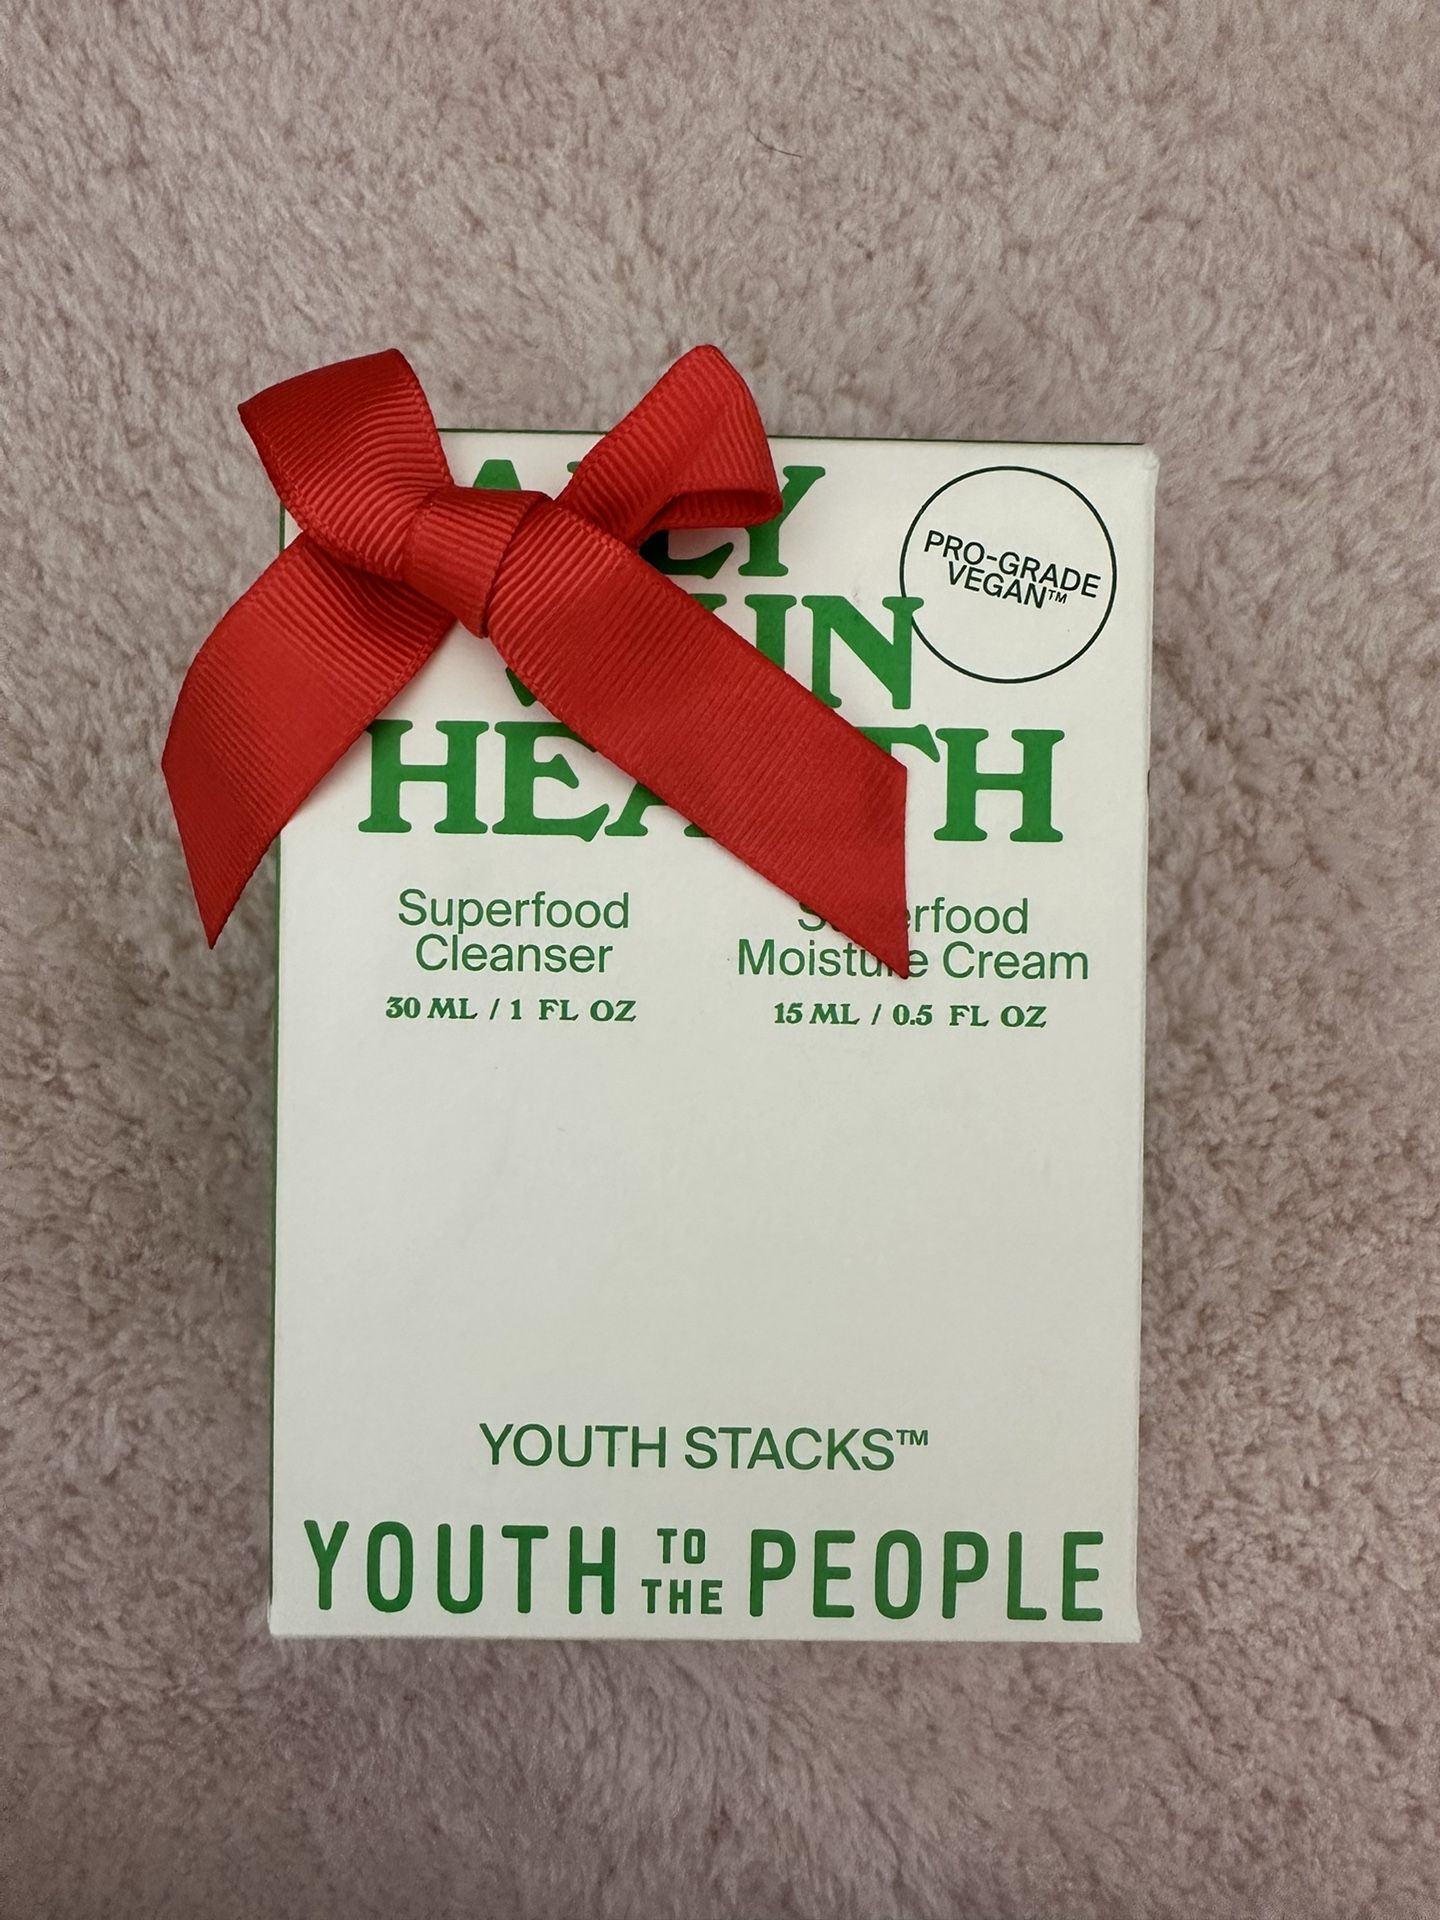 PRO-GRADE
VEGAN™
Superfood
Cleanser
30 ML / 1 FL OZ
Moisture Cream
15 ML / 0.5 FL OZ
YOUTH STACKS™
YOUTH TO THE PEOPLE